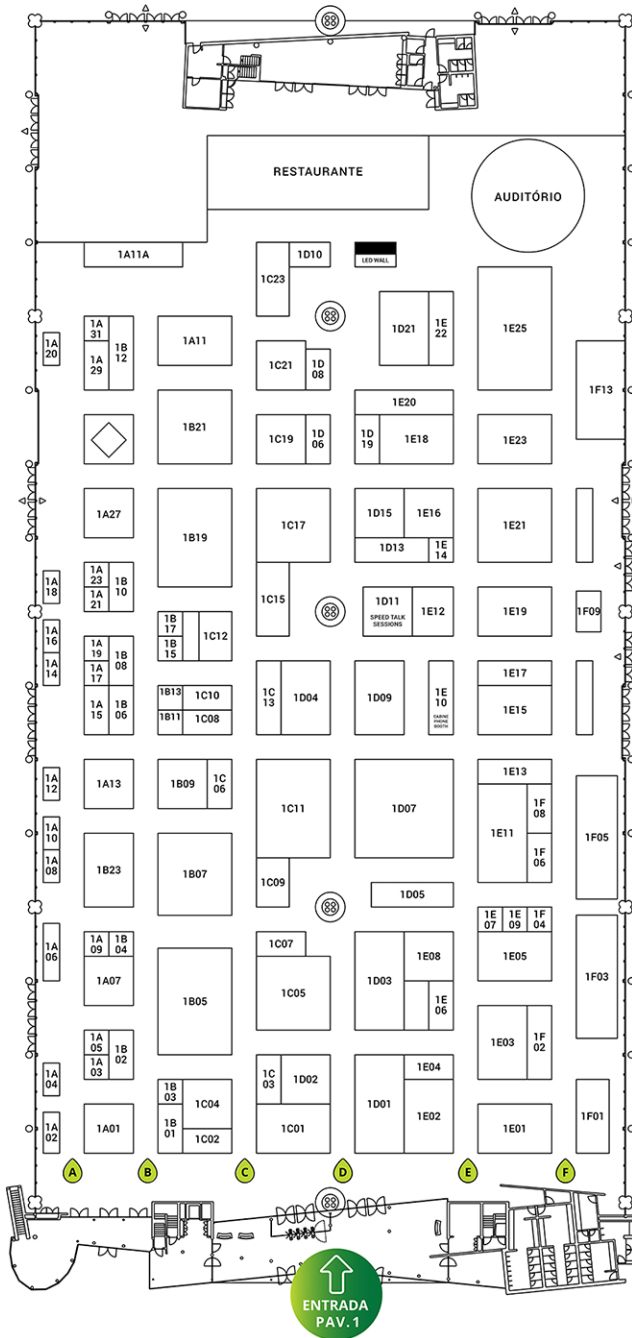 RESTAURANTE
AUDITÓRIO
1A11A
1C23
1D10
LED WALL
1A
31
1A
29
1B
12
1A
20
1A11
1C21
1D
08
1D21
1E
22
1E25
1F13
1B21
1C19
1D
06
1E20
1D
19
1E18
1E23
1A27
1B19
1C17
1D15
1E16
1D13
1E
14
1E21
1A
18
1A
23
1A
21
1B
10
1C15
1D11
SPEED TALK
SESSIONS
1E12
1E19
1F09
1A
16
1A
14
1A
19
1A
17
1B
08
1A
15
1B
06
1B
17
1B
15
1C12
1B13
1C10
1B11
1C08
1C
13
1D04
1D09
1E
10
CABINE
PHONE
BOOTH
1E17
1E15
1A
12
1A13
1B09
1C
06
1C11
1D07
1E13
1E11
1F
08
1F
06
1F05
1A
10
1A
08
1B23
1B07
1C09
1D05
1A
06
1A
09
1B
04
1A07
1B05
1C07
1C05
1D03
1E08
1E
06
1E
07
1E
09
1F
04
1E05
1F03
1A
05
1A
03
1B
02
1E03
1F
02
1A
04
1A
02
1A01
1B
03
1B
01
1C04
1C02
1C
03
1D02
1C01
1D01
1E04
1E02
1E01
1F01
A
B
C
D
E
F
ENTRADA
PAV.1